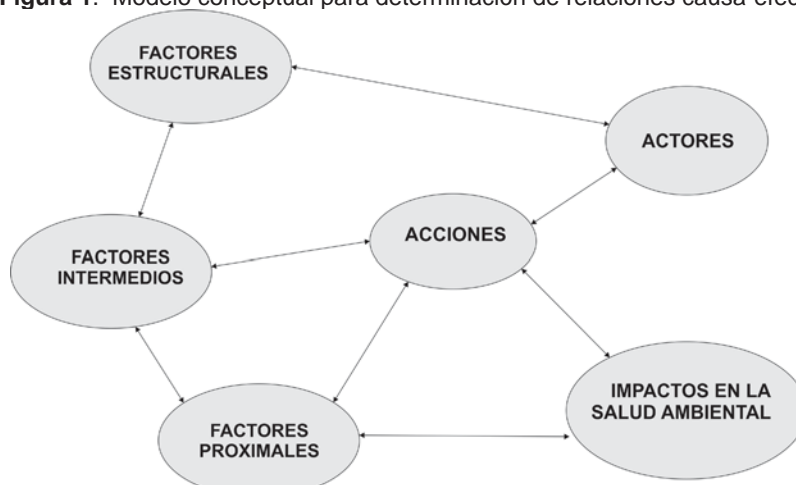 Figura 1. Modelo conceptual para determinación de relaciones causa-efec
FACTORES
ESTRUCTURALES
ACTORES
ACCIONES
FACTORES
INTERMEDIOS
IMPACTOS EN LA
SALUD AMBIENTAL
FACTORES
PROXIMALES